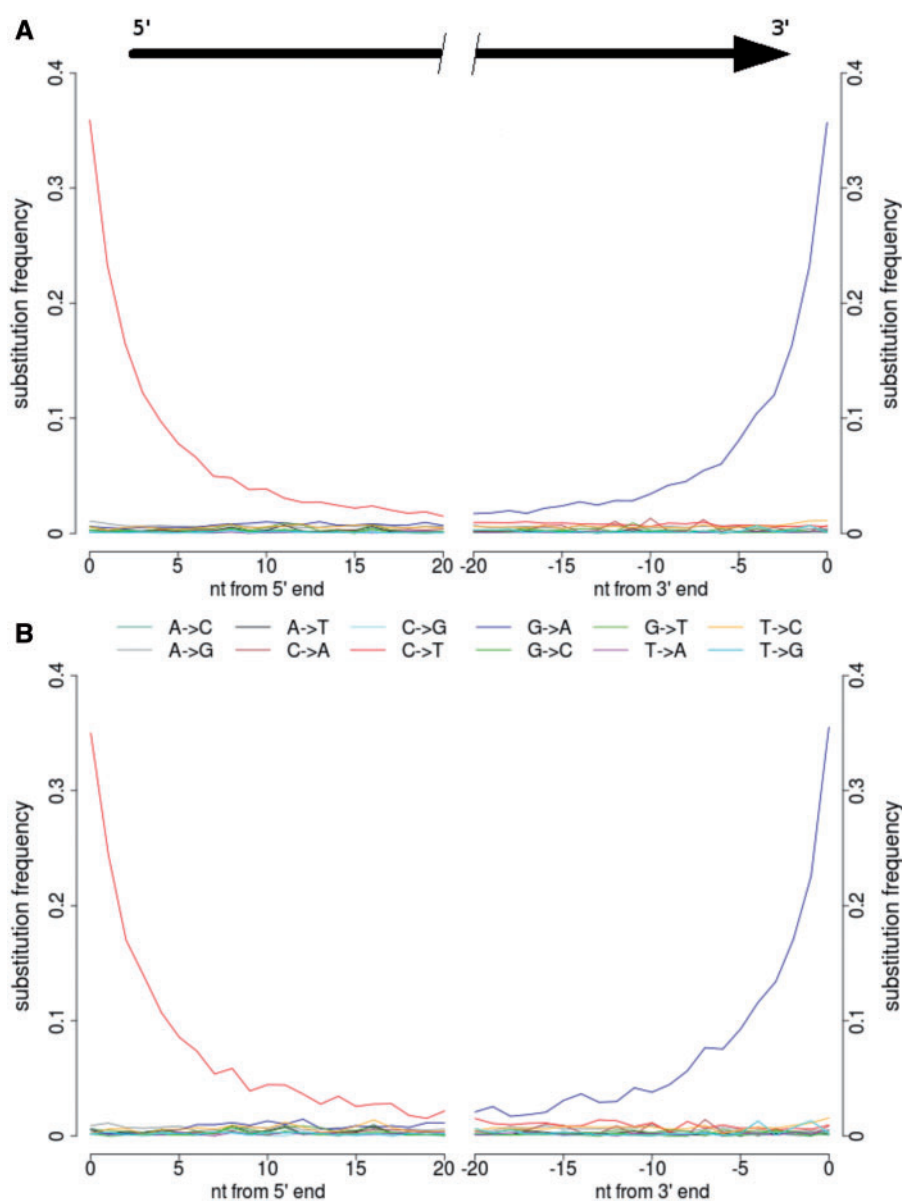 A
5'
3'
0.4
0.3
0.2
0.1
0
substitution frequency
0.4
0.3
0.2
0.1
0
substitution frequency
0 5 10 15 20
-20 -15 -10 -5 0
nt from 5' end
nt from 3' end
B
A->C A->T C->G G->A G->T T->C
A->G C->A C->T G->C T->A T->G
0.4
0.3
0.2
0.1
0
substitution frequency
0.4
0.3
0.2
0.1
0
substitution frequency
0 5 10 15 20
-20 -15 -10 -5 0
nt from 5' end
nt from 3' end